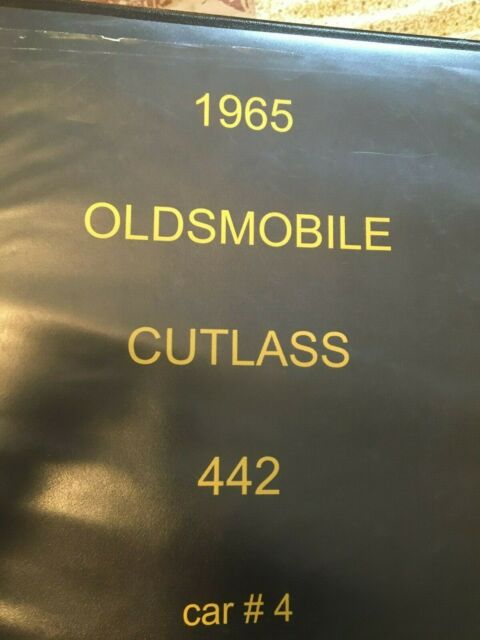 1965
OLDSMOBILE
CUTLASS
442
car # 4